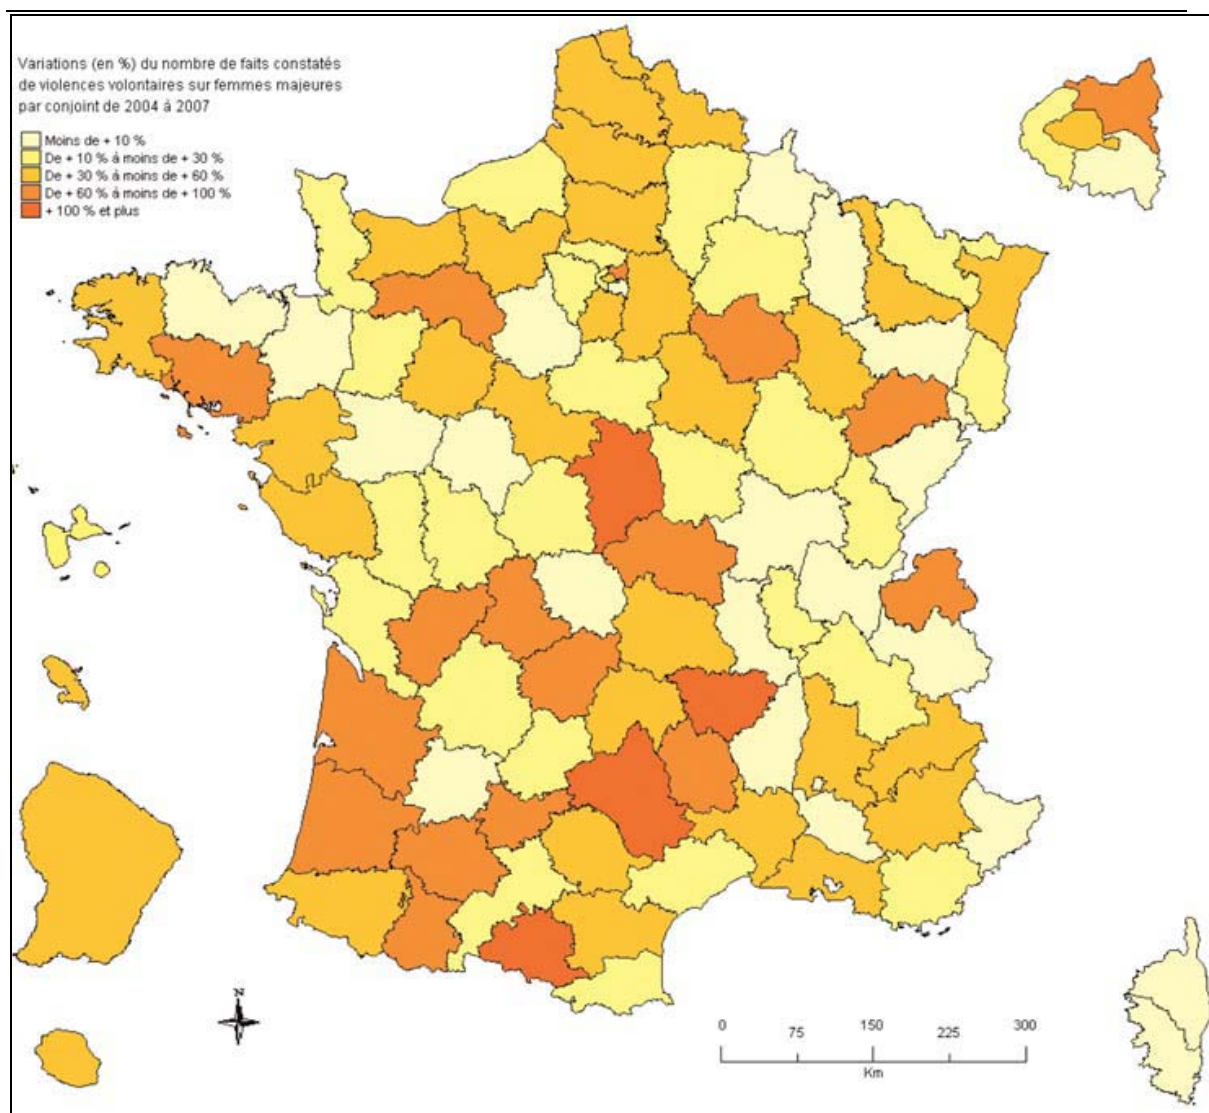 Variations (en %) du nombre de faits constatés
de violences volontaires sur femmes majeures
par conjoint de 2004 à 2007
Moins de + 10 %
De + 10 % à moins de + 30 %
De + 30 % à moins de + 60 %
De + 60 % à moins de + 100 %
+ 100 % et plus
N
0 75 150 225 300
Km